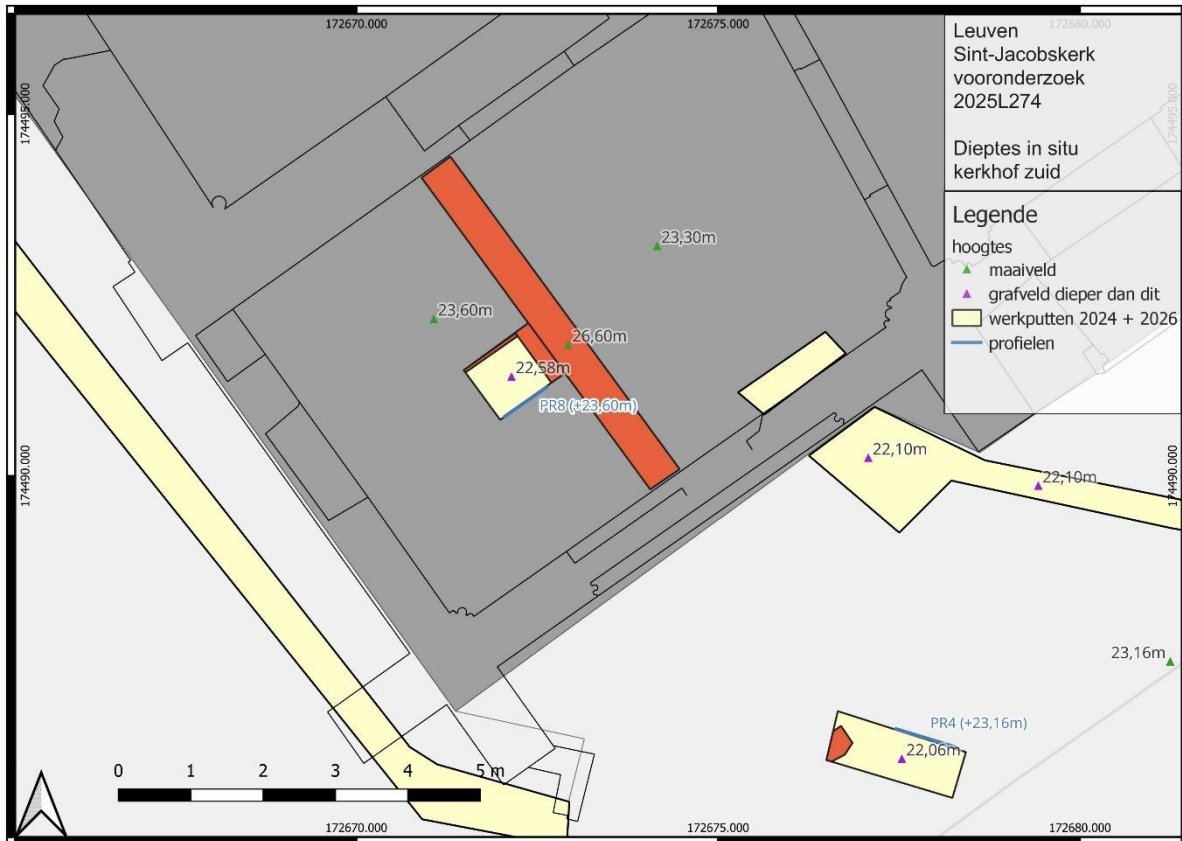 172670.000
172675.000
172680.000
174495.000
174495.000
Leuven
Sint-Jacobskerk
vooronderzoek
2025L274
Dieptes in situ
kerkhof zuid
Legende
hoogtes
maaiveld
grafveld dieper dan dit
werkputten 2024 + 2026
profielen
23,30m
23,60m
26,60m
22,58m
PR8 (+23,60m)
22,10m
22,10m
174490.000
174490.000
23,16m
PR4 (+23,16m)
22,06m
0 1 2 3 4 5 m
172670.000
172675.000
172680.000